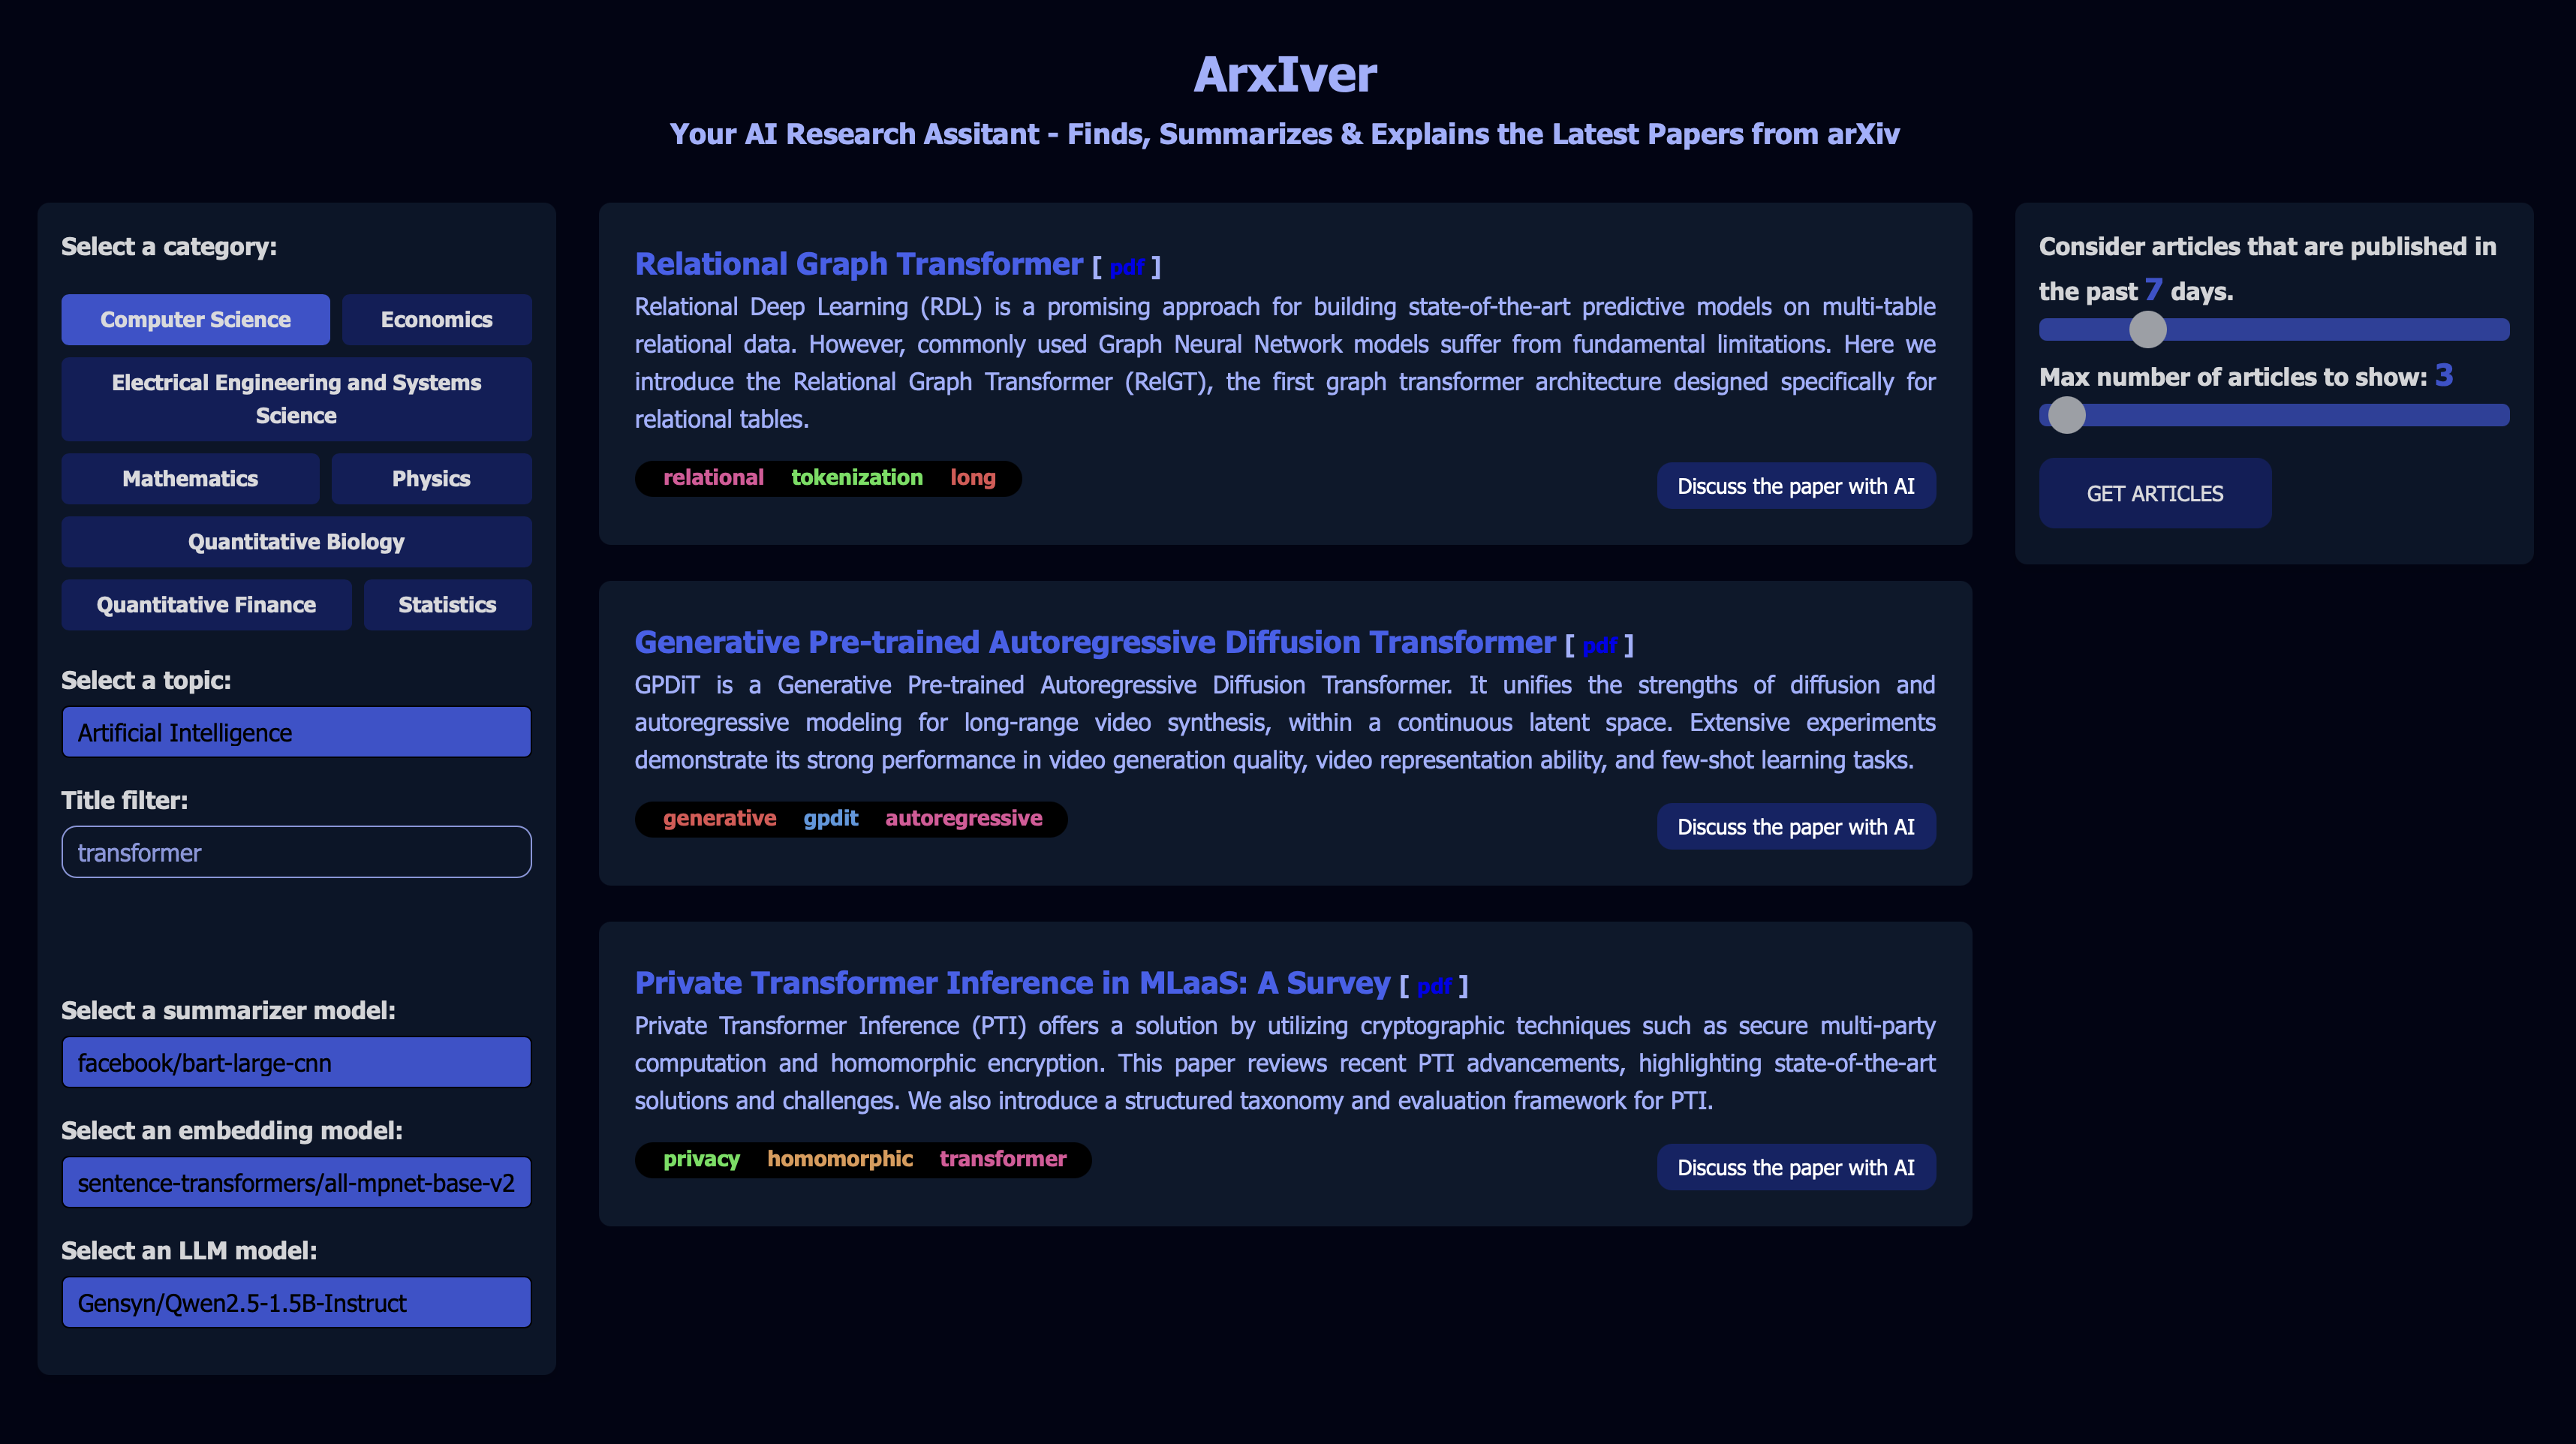 ArxIver
Your AI Research Assitant - Finds, Summarizes & Explains the Latest Papers from arXiv
Select a category:
Computer Science
Economics
Electrical Engineering and Systems
Science
Mathematics
Physics
Quantitative Biology
Quantitative Finance
Statistics
Select a topic:
Artificial Intelligence
Title filter:
transformer
Select a summarizer model:
facebook/bart-large-cnn
Select an embedding model:
sentence-transformers/all-mpnet-base-v2
Select an LLM model:
Gensyn/Qwen2.5-1.5B-Instruct
Relational Graph Transformer [ pdf ]
Relational Deep Learning (RDL) is a promising approach for building state-of-the-art predictive models on multi-table
relational data. However, commonly used Graph Neural Network models suffer from fundamental limitations. Here we
introduce the Relational Graph Transformer (RelGT), the first graph transformer architecture designed specifically for
relational tables.
relational tokenization long
Discuss the paper with AI
Generative Pre-trained Autoregressive Diffusion Transformer [ pdf ]
GPDiT is a Generative Pre-trained Autoregressive Diffusion Transformer. It unifies the strengths of diffusion and
autoregressive modeling for long-range video synthesis, within a continuous latent space. Extensive experiments
demonstrate its strong performance in video generation quality, video representation ability, and few-shot learning tasks.
generative gpdit autoregressive
Discuss the paper with AI
Private Transformer Inference in MLaaS: A Survey [ pdf ]
Private Transformer Inference (PTI) offers a solution by utilizing cryptographic techniques such as secure multi-party
computation and homomorphic encryption. This paper reviews recent PTI advancements, highlighting state-of-the-art
solutions and challenges. We also introduce a structured taxonomy and evaluation framework for PTI.
privacy homomorphic transformer
Discuss the paper with AI
Consider articles that are published in
the past 7 days.
Max number of articles to show: 3
GET ARTICLES